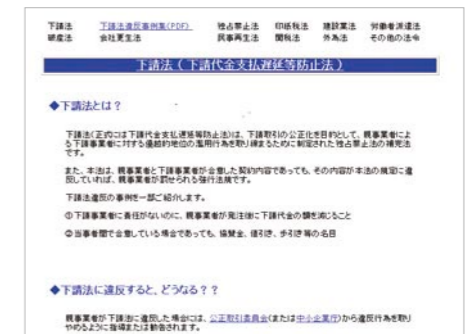 下請法 下請法違反事例集(PDF) 独占禁止法 印紙税法 建設業法 労働者派遣法
破産法 会社更生法 民事再生法 関税法 外為法 その他の法令
下請法(下請代金支払遅延等防止法)
◆下請法とは?
下請法(正式には下請代金支払遅延等防止法)は、下請取引の公正化を目的として、親事業者によ
る下請事業者に対する優越的地位の濫用行為を取り締まるために制定された独占禁止法の補完法
です。
また、本法は、親事業者と下請事業者が合意した契約内容であっても、その内容が本法の規定に違
反していれば、親事業者が罰せられる強行法規です。
下請法違反の事例を一部ご紹介します。
①下請事業者に責任がないのに、親事業者が発注後に下請代金の額を減じること
②当事者間で合意している場合であっても、協賛金、値引き、歩引き等の名目
◆下請法に違反すると、どうなる??
親事業者が下請法に違反した場合には、公正取引委員会(または中小企業庁)から違反行為を取り
やめるように指導または勧告されます。